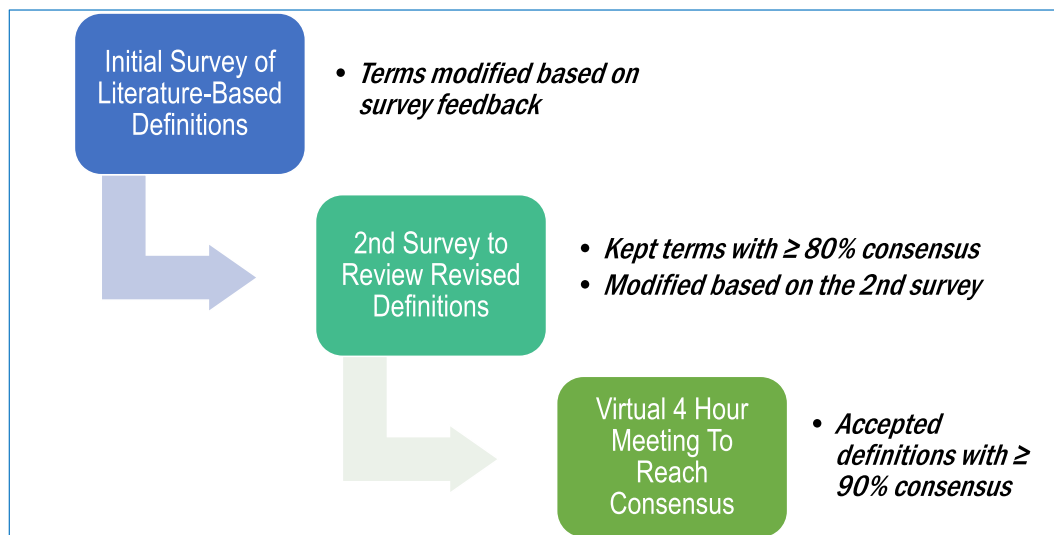 Initial Survey of
Literature-Based
Definitions
• Terms modified based on
survey feedback
2nd Survey to
Review Revised
Definitions
• Kept terms with ≥ 80% consensus
• Modified based on the 2nd survey
Virtual 4 Hour
Meeting To
Reach
Consensus
• Accepted
definitions with ≥
90% consensus